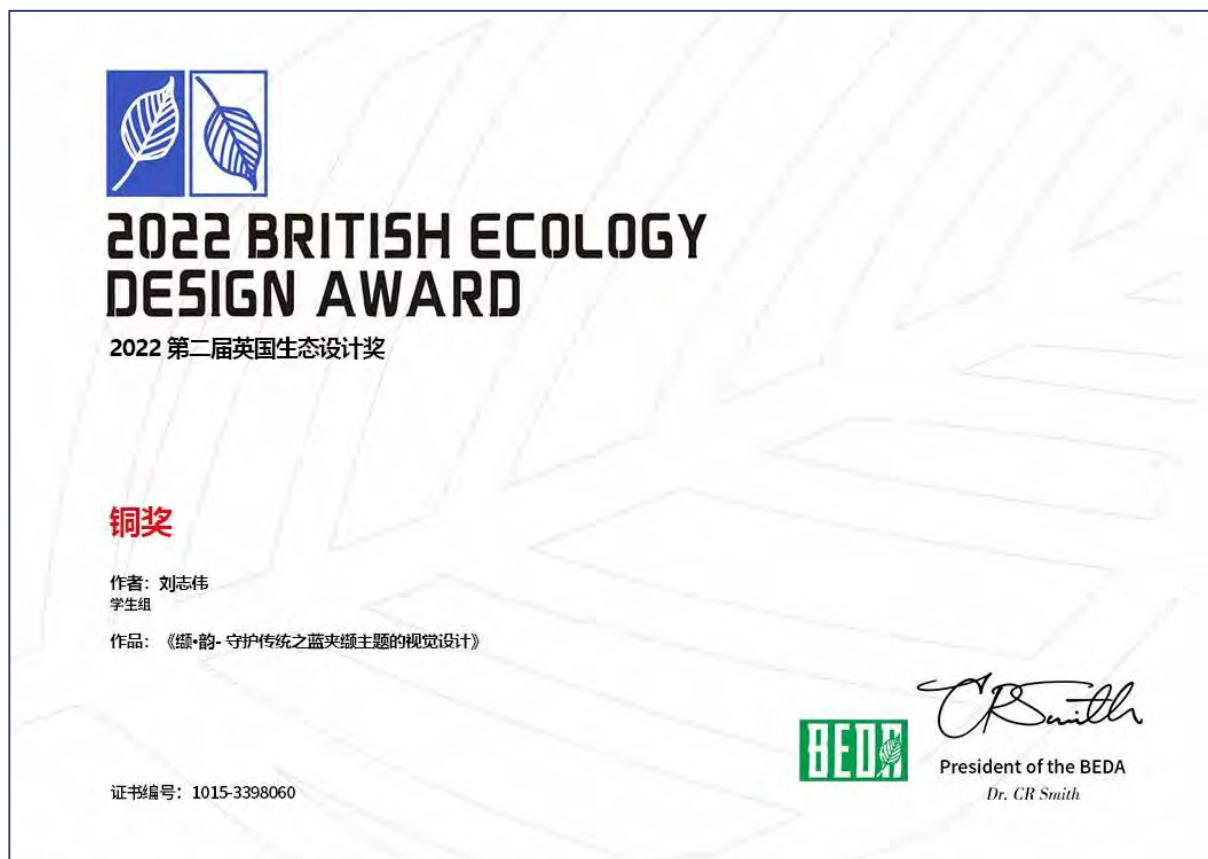 2022 BRITISH ECOLOGY
DESIGN AWARD
2022 第二届英国生态设计奖
铜奖
作者：刘志伟
学生组
作品：《缬•韵- 守护传统之蓝夹缬主题的视觉设计》
BEDA
CRSmith
President of the BEDA
Dr. CR Smith
证书编号：1015-3398060